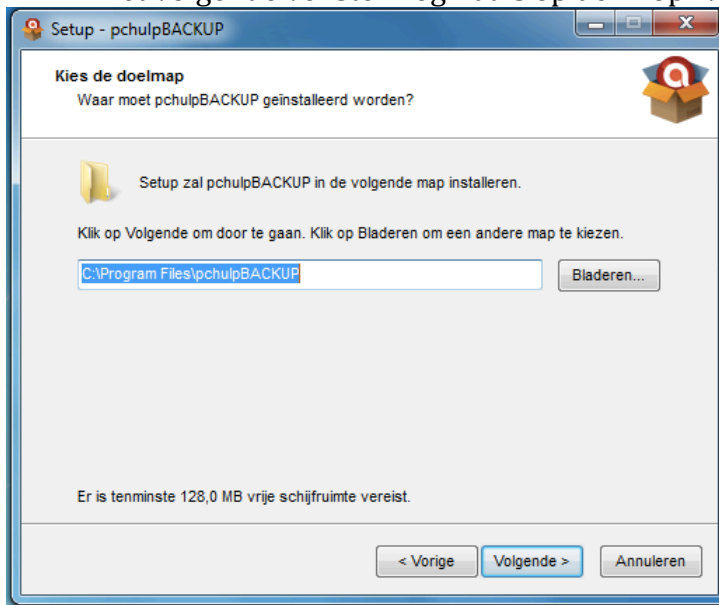 Setup - pchulpBACKUP
Kies de doelmap
Waar moet pchulpBACKUP geïnstalleerd worden?
Setup zal pchulpBACKUP in de volgende map installeren.
Klik op Volgende om door te gaan. Klik op Bladeren om een andere map te kiezen.
C:\Program Files\pchulpBACKUP
Bladeren...
Er is tenminste 128,0 MB vrije schijfruimte vereist.
< Vorige
Volgende >
Annuleren